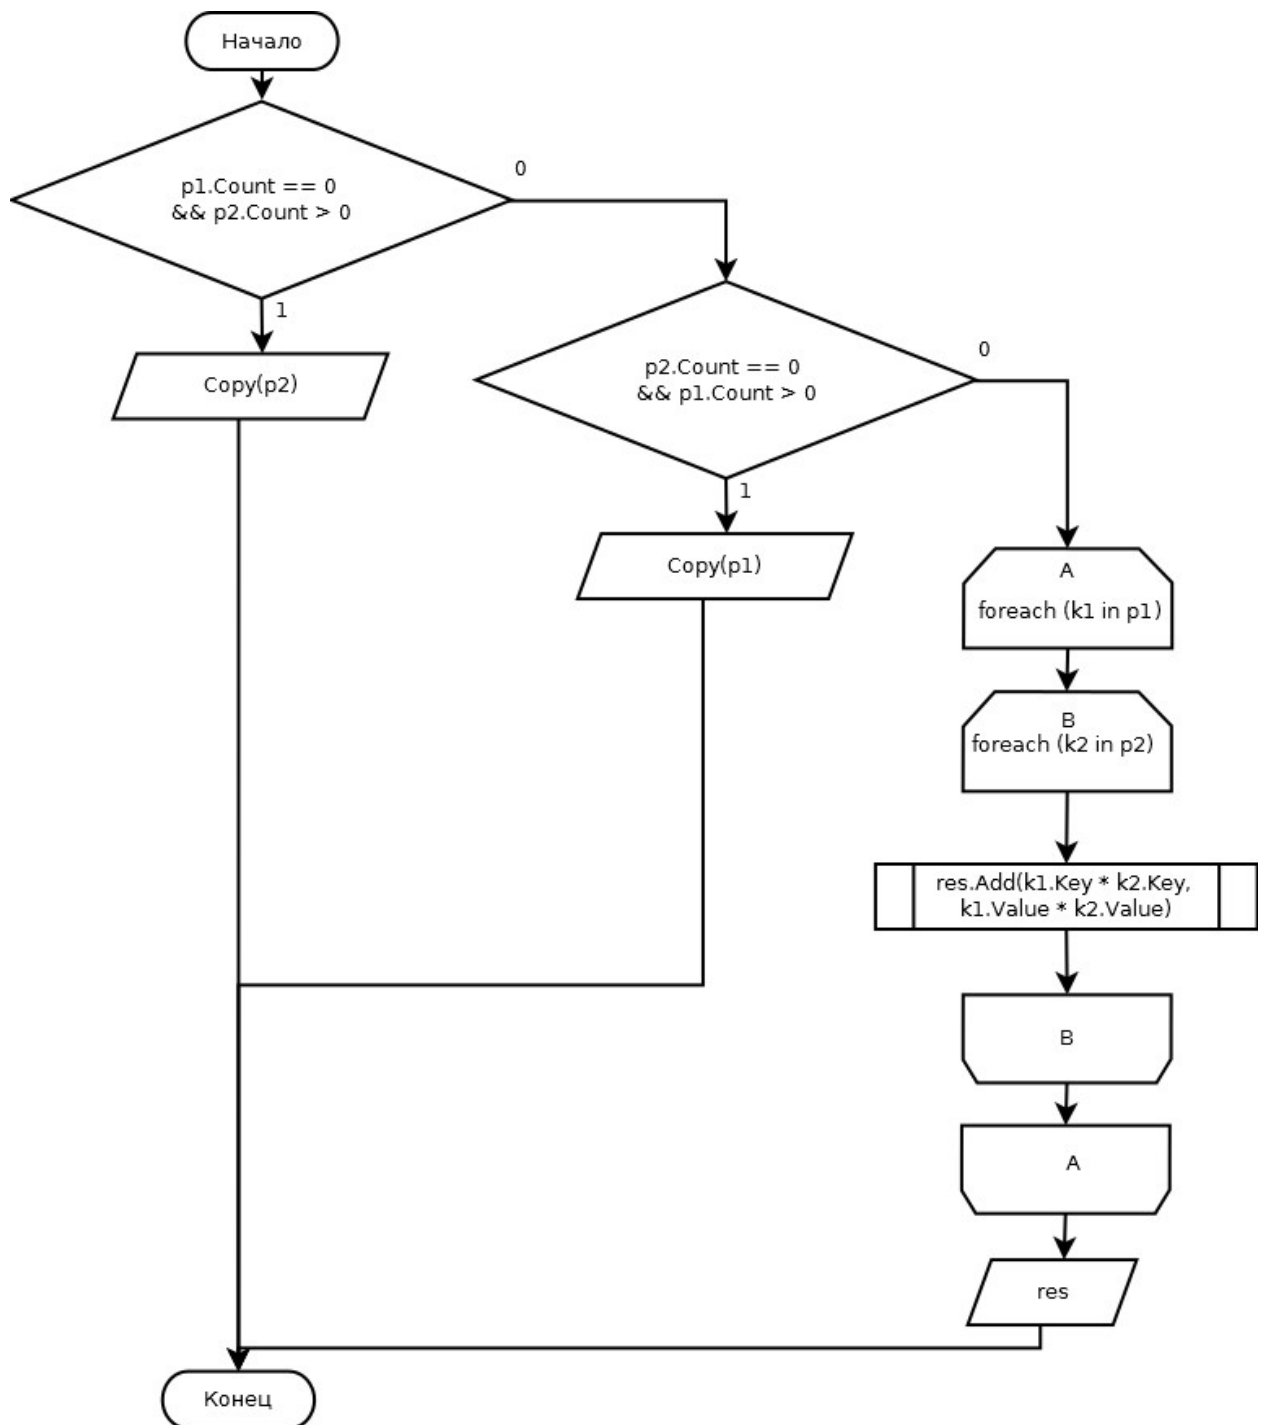 Начало
p1.Count == 0
&& p2.Count > 0
0
1
Copy(p2)
p2.Count == 0
&& p1.Count > 0
0
1
Copy(p1)
A
foreach (k1 in p1)
B
foreach (k2 in p2)
res.Add(k1.Key * k2.Key,
k1.Value * k2.Value)
B
A
res
Конец